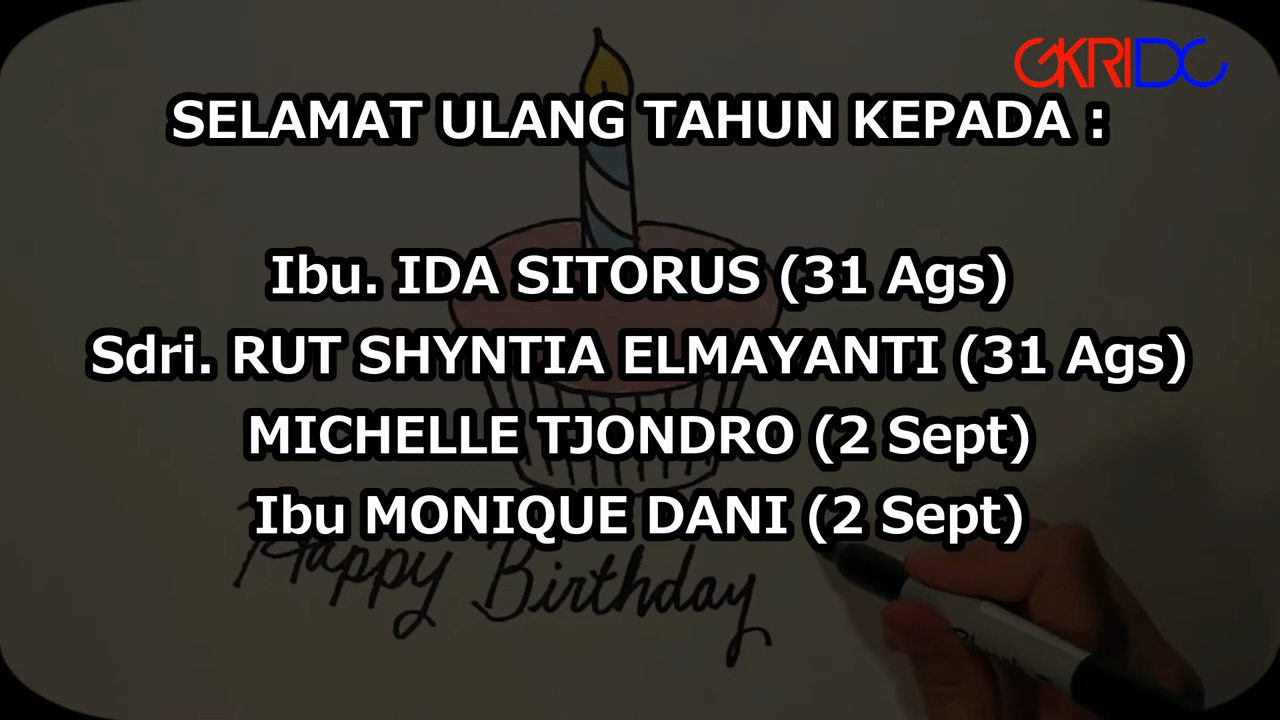 GKRIDC
SELAMAT ULANG TAHUN KEPADA :
Ibu. IDA SITORUS (31 Ags)
Sdri. RUT SHYNTIA ELMAYANTI (31 Ags)
MICHELLE TJONDRO (2 Sept)
Ibu MONIQUE DANI (2 Sept)
Happy Birthday